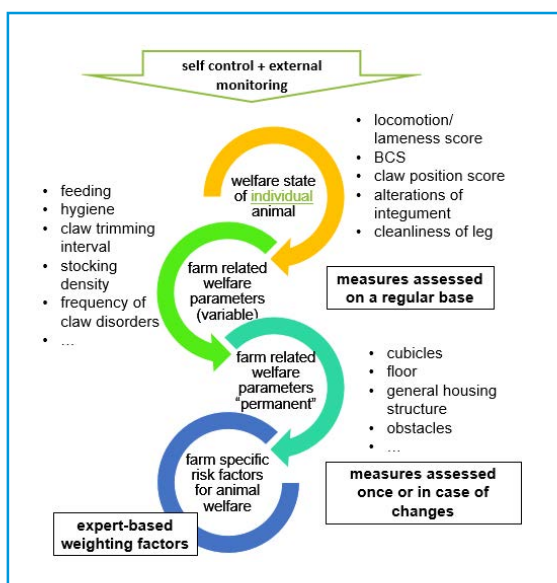 self control + external
monitoring
welfare state
of individual
animal
• locomotion/
lameness score
• BCS
• claw position score
• alterations of
integument
• cleanliness of leg
• feeding
• hygiene
• claw trimming
interval
• stocking
density
• frequency of
claw disorders
• ...
farm related
welfare
parameters
(variable)
measures assessed
on a regular base
farm related
welfare
parameters
"permanent"
• cubicles
• floor
• general housing
structure
• obstacles
• ...
farm specific
risk factors
for animal
welfare
measures assessed
once or in case of
changes
expert-based
weighting factors